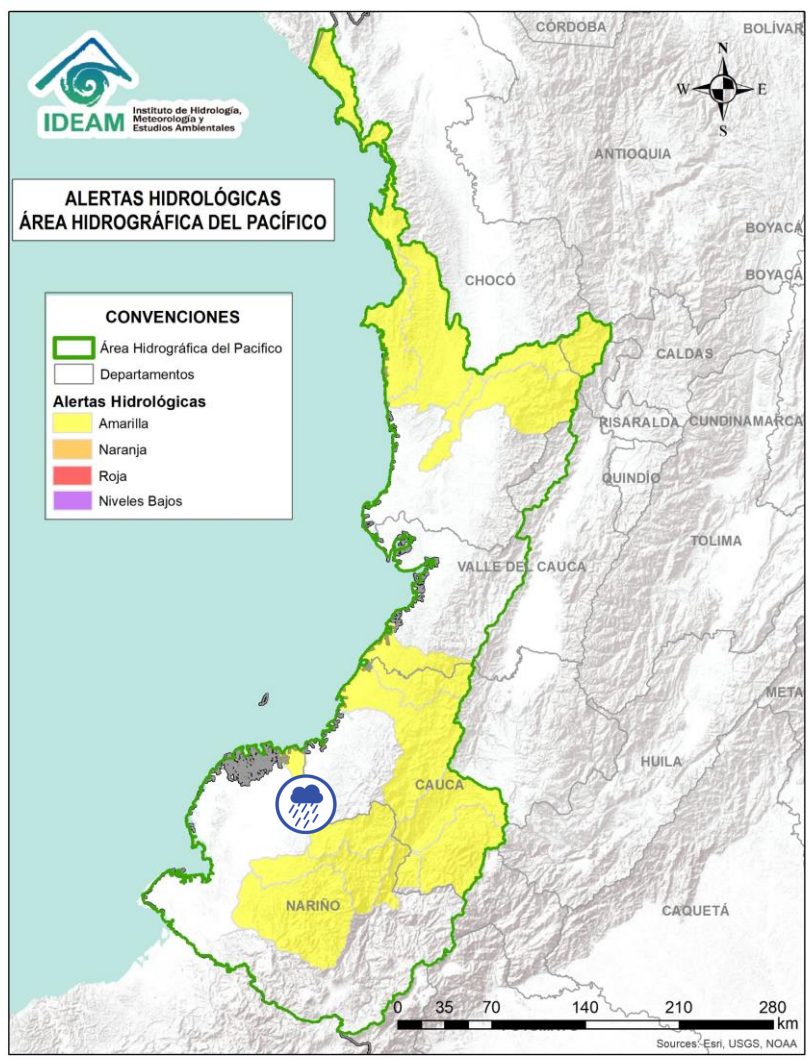 IDEAM
Instituto de Hidrología,
Meteorología y
Estudios Ambientales
ALERTAS HIDROLÓGICAS
ÁREA HIDROGRÁFICA DEL PACÍFICO
CONVENCIONES
Área Hidrográfica del Pacifico
Departamentos
Alertas Hidrológicas
Amarilla
Naranja
Roja
Niveles Bajos
N
W E
S
CÓRDOBA
BOLÍVAR
ANTIOQUIA
BOYACÁ
BOYACÁ
CHOCÓ
CALDAS
RISARALDA
CUNDINAMARCA
QUINDÍO
TOLIMA
VALLE DEL CAUCA
META
HUILA
CAUCA
NARIÑO
CAQUETÁ
0 35 70 140 210 280
km
Sources: Esri, USGS, NOAA